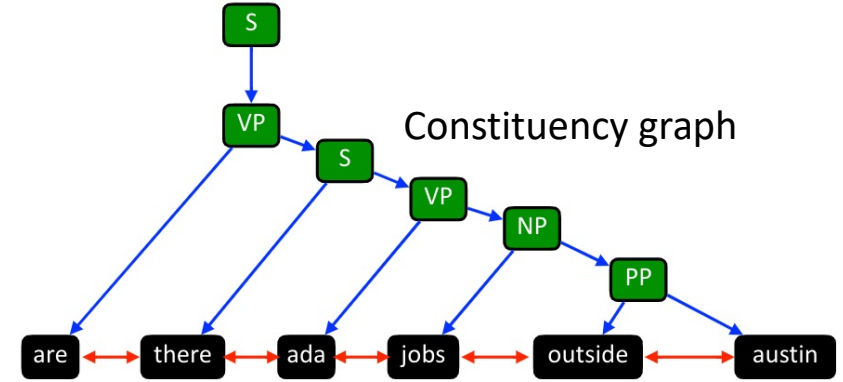 S
VP
Constituency graph
S
VP
NP
PP
are there ada jobs outside austin